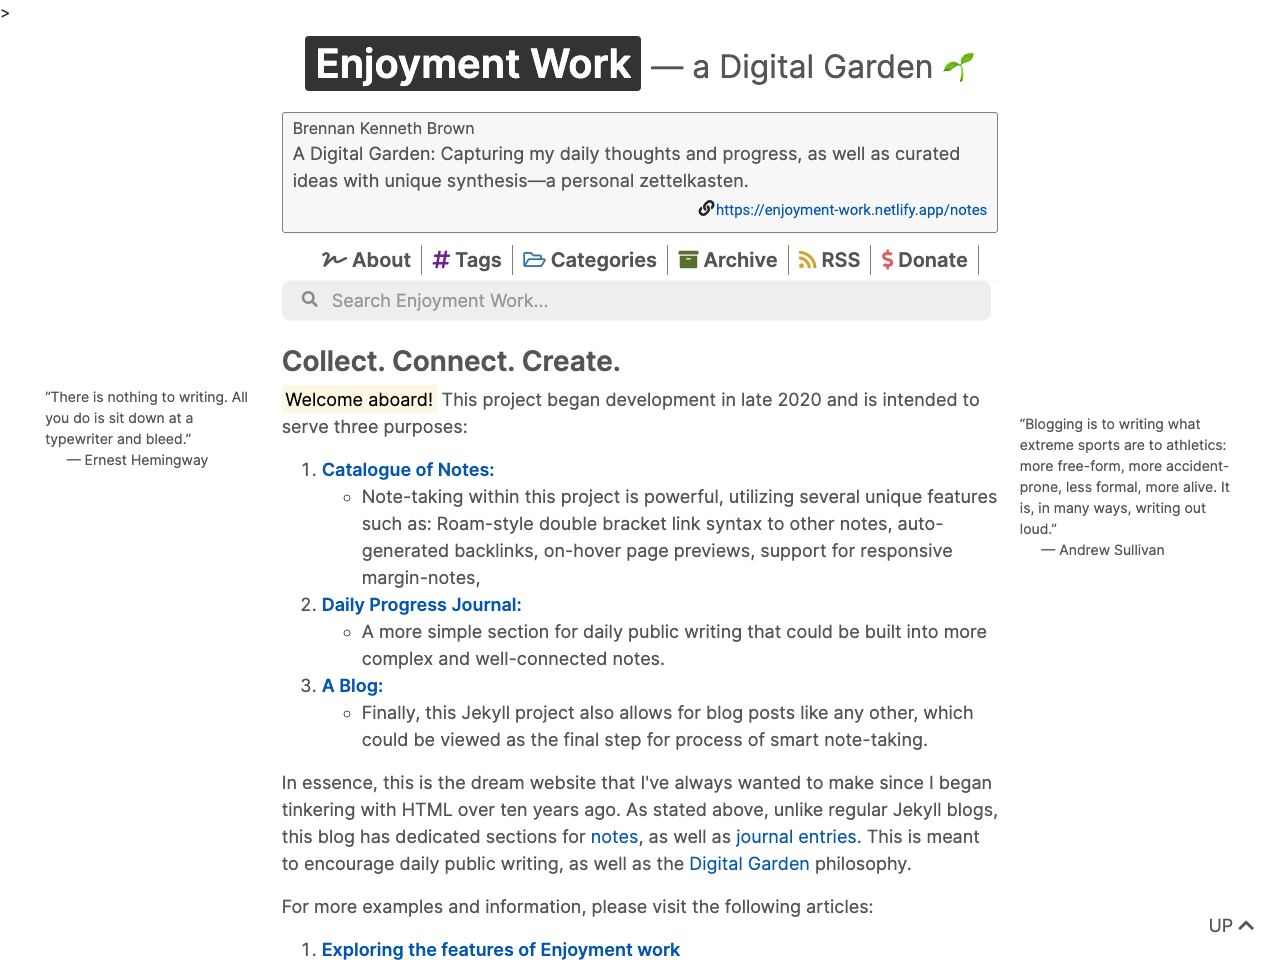 >
Enjoyment Work — a Digital Garden 🌱
Brennan Kenneth Brown
A Digital Garden: Capturing my daily thoughts and progress, as well as curated
ideas with unique synthesis—a personal zettelkasten.
https://enjoyment-work.netlify.app/notes
About
Tags
Categories
Archive
RSS
Donate
Search Enjoyment Work...
Collect. Connect. Create.
Welcome aboard! This project began development in late 2020 and is intended to
serve three purposes:
“There is nothing to writing. All
you do is sit down at a
typewriter and bleed.”
— Ernest Hemingway
“Blogging is to writing what
extreme sports are to athletics:
more free-form, more accident-
prone, less formal, more alive. It
is, in many ways, writing out
loud.”
— Andrew Sullivan
1. Catalogue of Notes:
◦ Note-taking within this project is powerful, utilizing several unique features
such as: Roam-style double bracket link syntax to other notes, auto-
generated backlinks, on-hover page previews, support for responsive
margin-notes,
2. Daily Progress Journal:
◦ A more simple section for daily public writing that could be built into more
complex and well-connected notes.
3. A Blog:
◦ Finally, this Jekyll project also allows for blog posts like any other, which
could be viewed as the final step for process of smart note-taking.
In essence, this is the dream website that I've always wanted to make since I began
tinkering with HTML over ten years ago. As stated above, unlike regular Jekyll blogs,
this blog has dedicated sections for notes, as well as journal entries. This is meant
to encourage daily public writing, as well as the Digital Garden philosophy.
For more examples and information, please visit the following articles:
1. Exploring the features of Enjoyment work
UP